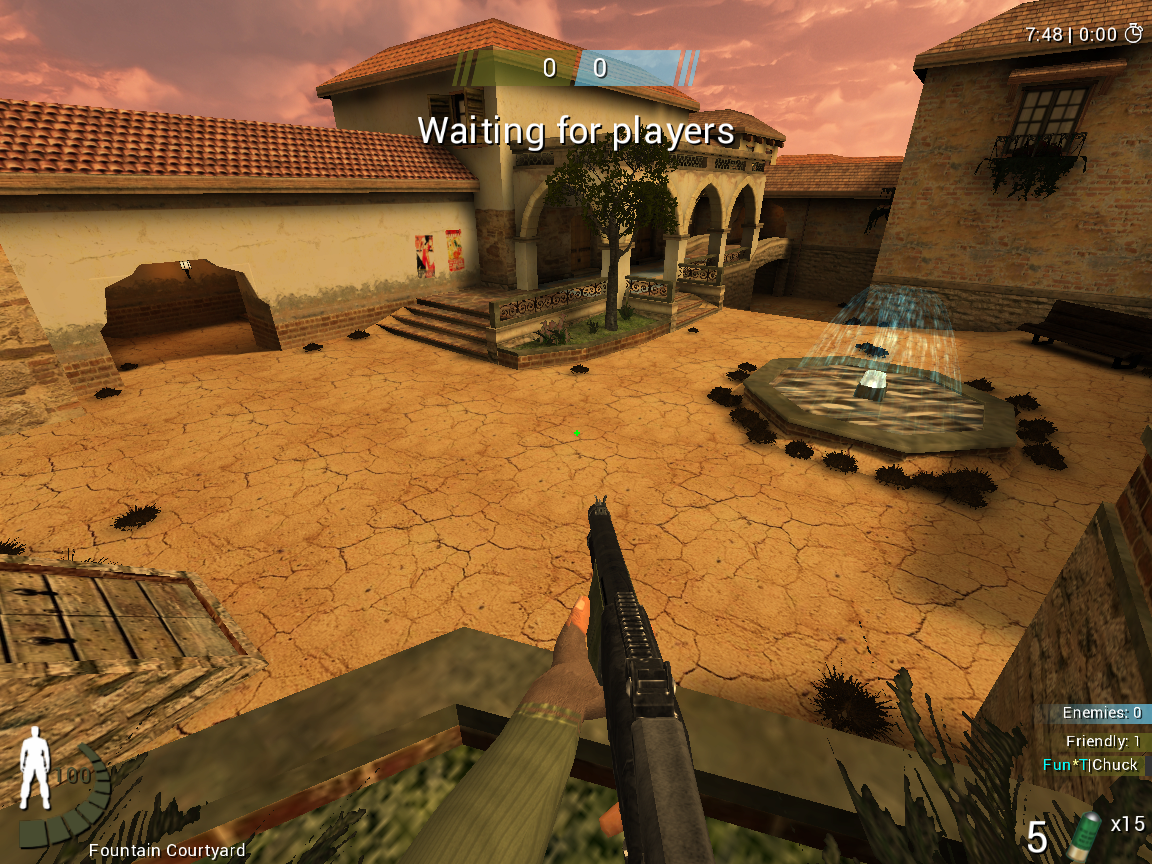 7:48 | 0:00
0 0
Waiting for players
Enemies: 0
Friendly: 1
Fun*T|Chuck
100
5 x15
Fountain Courtyard